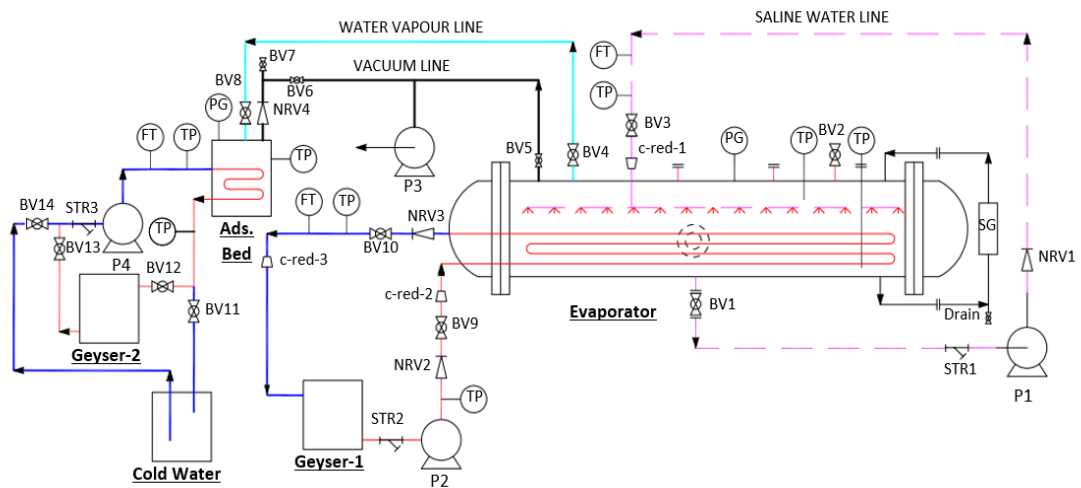 SALINE WATER LINE
WATER VAPOUR LINE
BV7
VACUUM LINE
FT
BV8
BV6
PG
NRV4
TP
BV3
BV2
FT
TP
c-red-1
PG
TP
TP
TP
BV5
BV4
P3
BV14
STR3
FT
TP
NRV3
Ads.
Bed
SG
TP
BV13
P4
BV10
NRV1
BV12
c-red-3
c-red-2
BV11
Evaporator
BV1
Drain
BV9
Geyser-2
NRV2
STR1
TP
P1
STR2
Cold Water
Geyser-1
P2